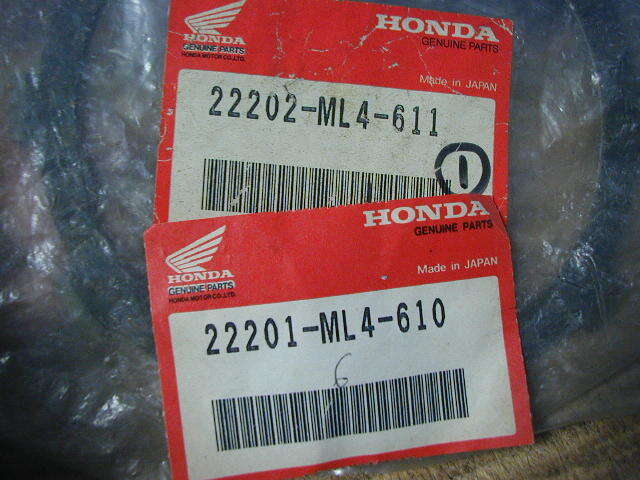 HONDA
GENUINE PARTS
HONDA MOTOR CO.,LTD.
HONDA
GENUINE PARTS
Made in JAPAN
22202-ML4-611
1
HONDA
GENUINE PARTS
HONDA MOTOR CO.,LTD.
HONDA
GENUINE PARTS
Made in JAPAN
22201-ML4-610
6